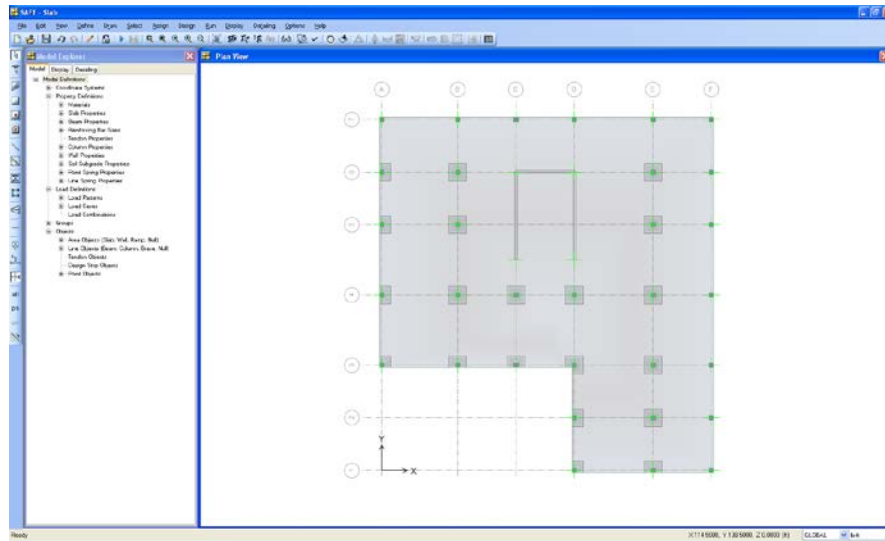 SAFE - Slab
File Edit View Define Draw Select Assign Design Run Display Detailing Options Help
Model Explorer
Plan View
Model Display Detailing
Model Definitions
Coordinate Systems
Property Definitions
Materials
Slab Properties
Beam Properties
Reinforcing Bar Sizes
Tendon Properties
Column Properties
Wall Properties
Soil Subgrade Properties
Point Spring Properties
Line Spring Properties
Load Definitions
Load Patterns
Load Cases
Load Combinations
Groups
Objects
Area Objects (Slab, Wall, Ramp, Null)
Line Objects (Beam, Column, Brace, Null)
Tendon Objects
Design Strip Objects
Point Objects
A B C D E F
Y
X
Ready
GLOBAL